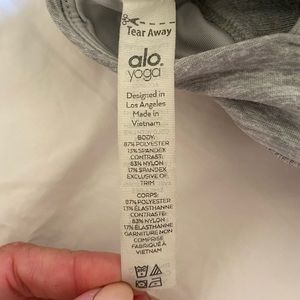 Tear Away
alo.
yoga
Designed in
Los Angeles
Made in
Vietnam
BODY:
87% POLYESTER
13% SPANDEX
CONTRAST:
83% NYLON
17% SPANDEX
EXCLUSIVE OF
TRIM
CORPS:
87% POLYESTER
13% ÉLASTHANNE
CONTRASTE:
83% NYLON
17% ÉLASTHANNE
GARNITURE NON
COMPRISE
FABRIQUÉ À
VIETNAM